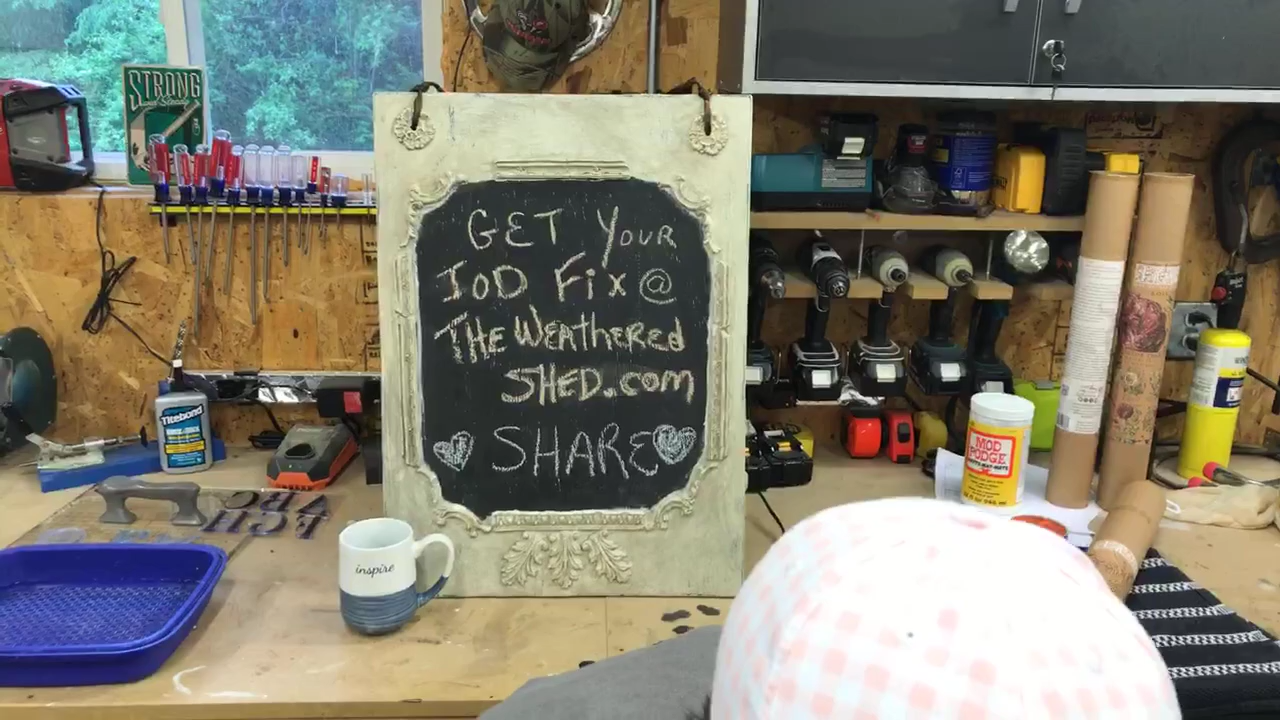 STRONG
GET YOUR
IOD FIX @
THE WEATHERED
SHED.COM
SHARE
Titebond
inspire
MOD
PODGE